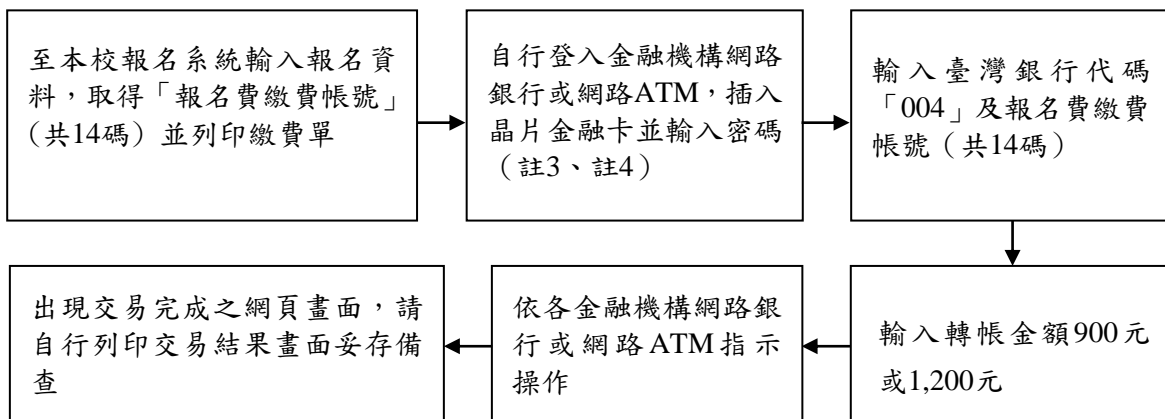 至本校報名系統輸入報名資
料，取得「報名費繳費帳號」
（共14碼）並列印繳費單
自行登入金融機構網路
銀行或網路ATM，插入
晶片金融卡並輸入密碼
（註3、註4）
輸入臺灣銀行代碼
「004」及報名費繳費
帳號（共14碼）
輸入轉帳金額900元
或1,200元
依各金融機構網路銀
行或網路ATM指示
操作
出現交易完成之網頁畫面，請
自行列印交易結果畫面妥存備
查